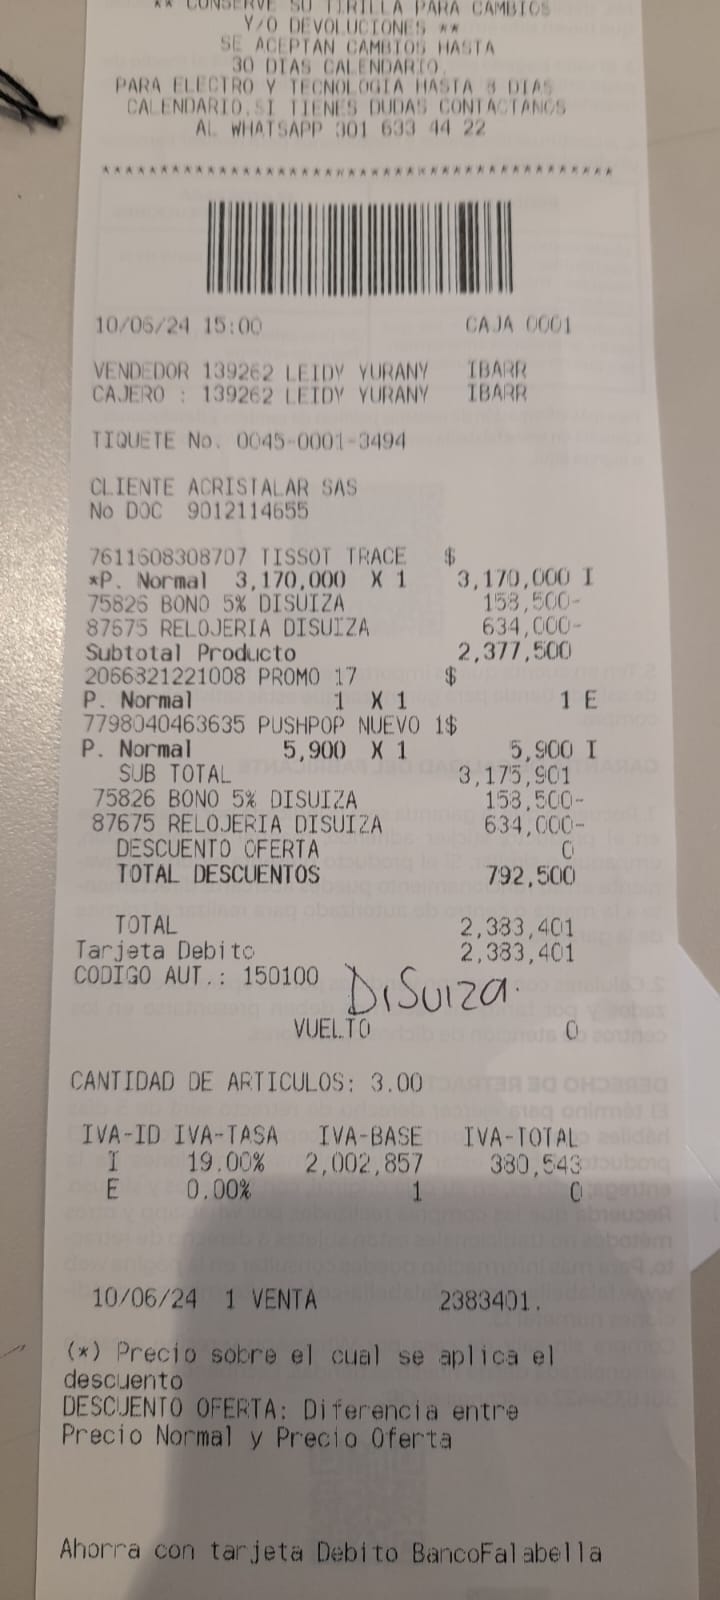 ** CONSERVE SU TIRILLA PARA CAMBIOS
Y/O DEVOLUCIONES **
SE ACEPTAN CAMBIOS HASTA
30 DIAS CALENDARIO.
PARA ELECTRO Y TECNOLOGIA HASTA 8 DIAS
CALENDARIO.SI TIENES DUDAS CONTACTANOS
AL WHATSAPP 301 633 44 22
********************************************
10/06/24 15:00 CAJA 0001
VENDEDOR 139262 LEIDY YURANY IBARR
CAJERO : 139262 LEIDY YURANY IBARR
TIQUETE No. 0045-0001-3494
CLIENTE ACRISTALAR SAS
No DOC 9012114655
7611608308707 TISSOT TRACE $
*P. Normal 3,170,000 X 1 3,170,000 I
75826 BONO 5% DISUIZA 158,500-
87675 RELOJERIA DISUIZA 634,000-
Subtotal Producto 2,377,500
2066821221008 PROMO 17 $
P. Normal 1 X 1 1 E
7798040463635 PUSHPOP NUEVO 1$
P. Normal 5,900 X 1 5,900 I
SUB TOTAL 3,175,901
75826 BONO 5% DISUIZA 158,500-
87675 RELOJERIA DISUIZA 634,000-
DESCUENTO OFERTA 0
TOTAL DESCUENTOS 792,500
TOTAL 2,383,401
Tarjeta Debito 2,383,401
CODIGO AUT.: 150100
DiSuiza.
VUELTO 0
CANTIDAD DE ARTICULOS: 3.00
IVA-ID IVA-TASA IVA-BASE IVA-TOTAL
I 19.00% 2,002,857 380,543
E 0.00% 1 0
10/06/24 1 VENTA 2383401.
(*) Precio sobre el cual se aplica el
descuento
DESCUENTO OFERTA: Diferencia entre
Precio Normal y Precio Oferta
Ahorra con tarjeta Debito BancoFalabella